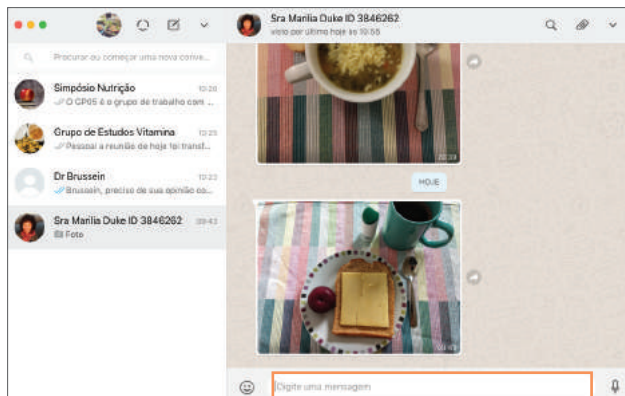 Sra Marilia Duke ID 3846262
visto por último hoje às 10:58
Procurar ou começar uma nova conve...
Simpósio Nutrição 10:26
O GP05 é o grupo de trabalho com ...
Grupo de Estudos Vitamina 10:25
Pessoal a reunião de hoje foi transf...
Dr Brussein 10:23
Brussein, preciso de sua opinião co...
Sra Marilia Duke ID 3846262 09:43
Foto
HOJE
Digite uma mensagem